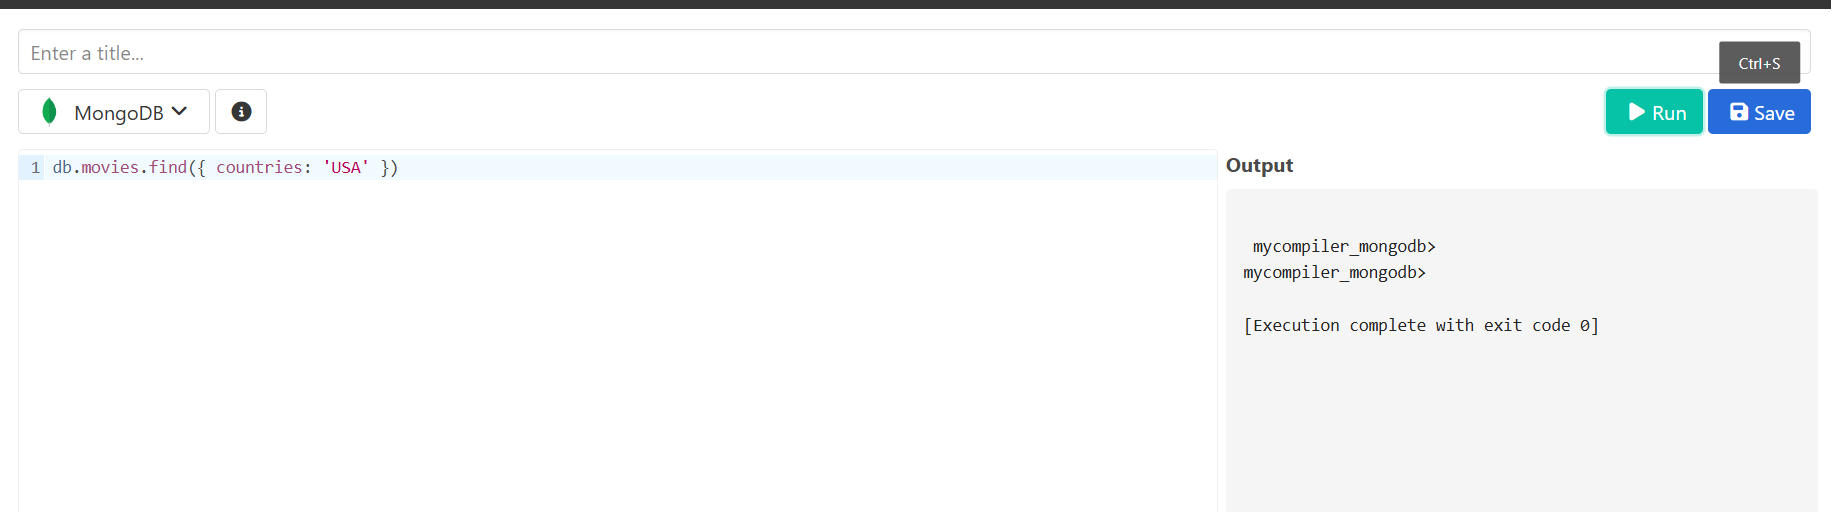 Enter a title...
Ctrl+S
MongoDB
Run
Save
1 db.movies.find({ countries: 'USA' })
Output
mycompiler_mongodb>
mycompiler_mongodb>
[Execution complete with exit code 0]